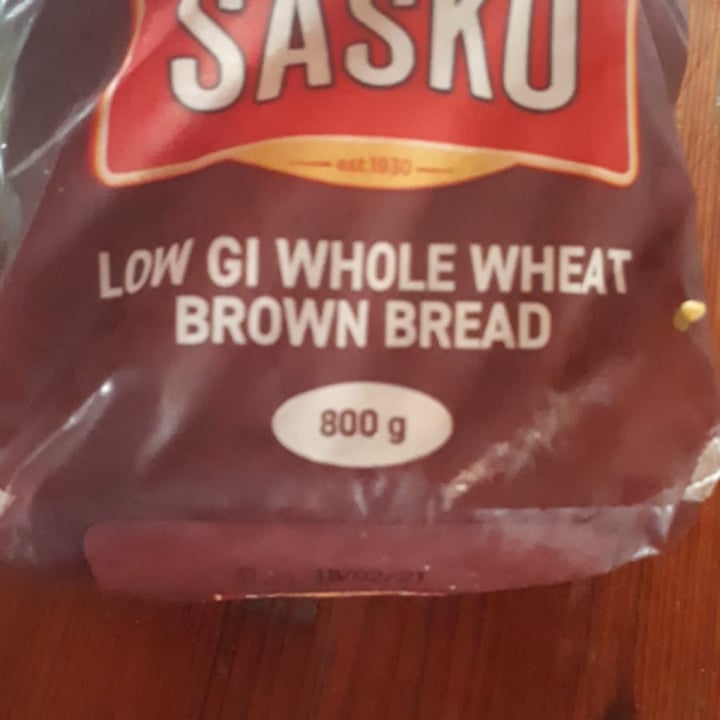 SASKO
est.1930
LOW GI WHOLE WHEAT
BROWN BREAD
800 g